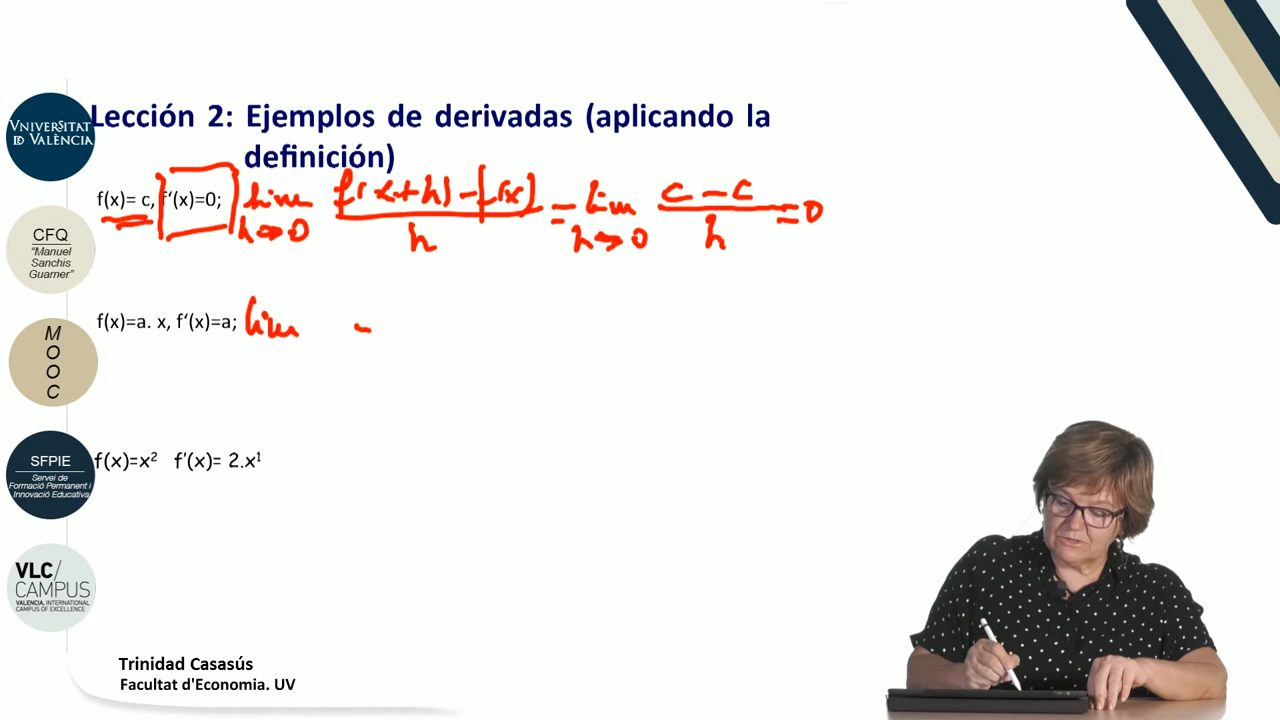 Lección 2: Ejemplos de derivadas (aplicando la
definición)
f(x)= c, f'(x)=0; lim h→0 f(x+h)-f(x) / h = lim h→0 c-c / h = 0
f(x)=a. x, f'(x)=a; lim
f(x)=x² f'(x)= 2.x¹
VNIVERSITAT
ID VALÈNCIA
CFQ
"Manuel
Sanchis
Guarner"
M
O
O
C
SFPIE
Servei de
Formació Permanent i
Innovació Educativa
VLC/
CAMPUS
VALENCIA, INTERNATIONAL
CAMPUS OF EXCELLENCE
Trinidad Casasús
Facultat d'Economia. UV